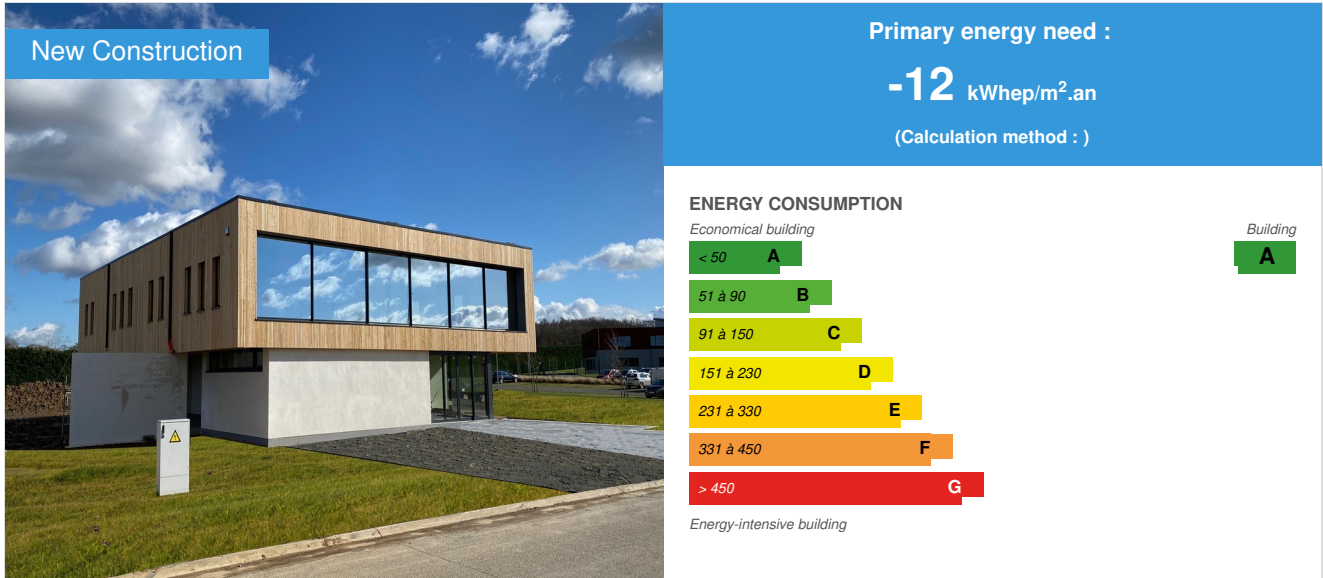 New Construction
Primary energy need :
-12 kWhep/m².an
(Calculation method : )
ENERGY CONSUMPTION
Economical building
Building
< 50 A
A
51 à 90 B
91 à 150 C
151 à 230 D
231 à 330 E
331 à 450 F
> 450 G
Energy-intensive building